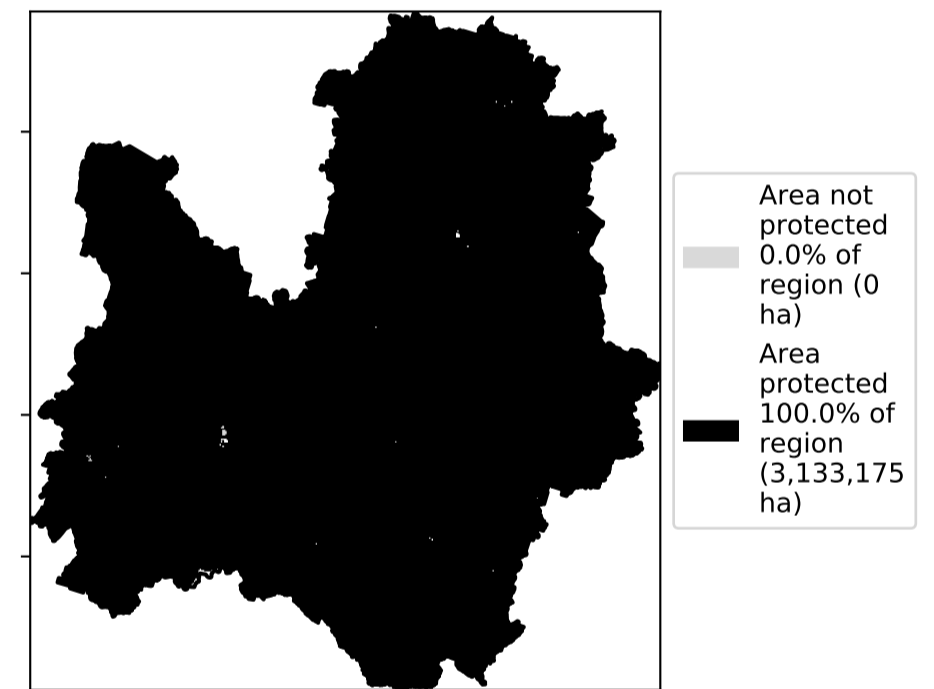 Area not
protected
0.0% of
region (0
ha)
Area
protected
100.0% of
region
(3,133,175
ha)